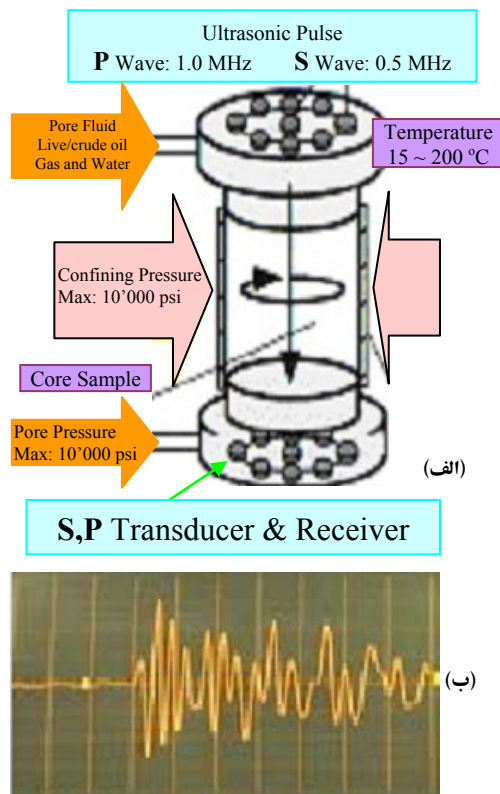 Ultrasonic Pulse
P Wave: 1.0 MHz S Wave: 0.5 MHz
Pore Fluid
Live/crude oil
Gas and Water
Temperature
15 ~ 200 °C
Confining Pressure
Max: 10’000 psi
Core Sample
Pore Pressure
Max: 10’000 psi
(الف)
S,P Transducer & Receiver
(ب)